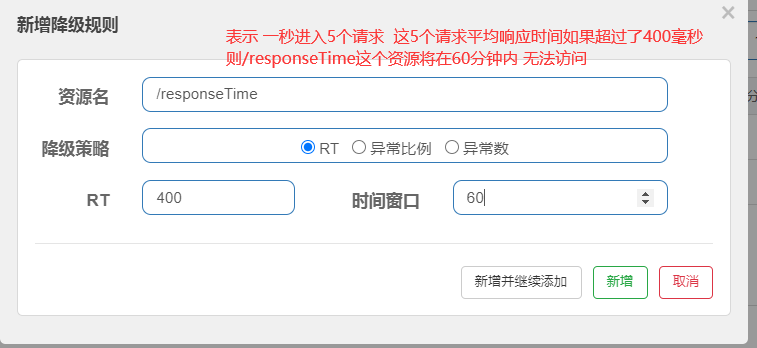 新增降级规则
表示 一秒进入5个请求 这5个请求平均响应时间如果超过了400毫秒
则/responseTime这个资源将在60分钟内 无法访问
资源名 /responseTime
降级策略 RT 异常比例 异常数
RT 400 时间窗口 60
新增并继续添加 新增 取消